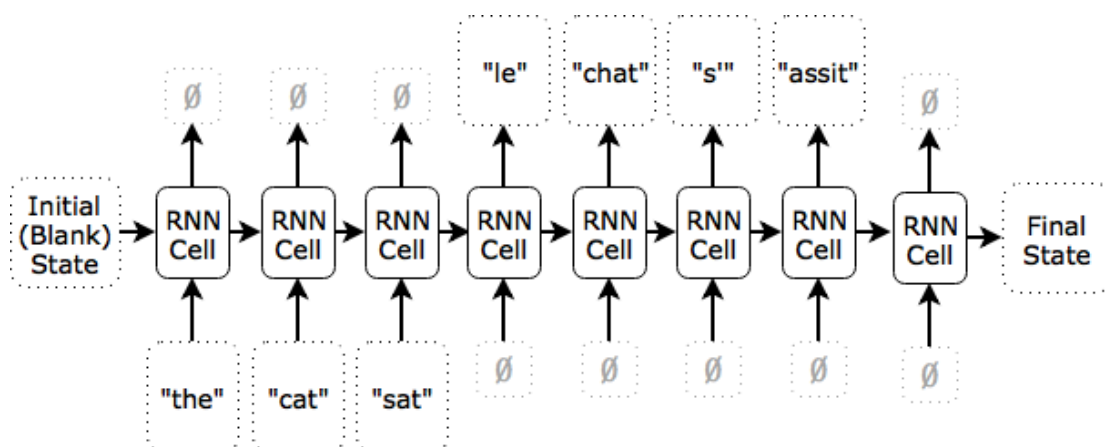 "le" "chat" "s'" "assit"
Ø Ø Ø Ø
Initial
(Blank)
State
RNN
Cell
RNN
Cell
RNN
Cell
RNN
Cell
RNN
Cell
RNN
Cell
RNN
Cell
RNN
Cell
Final
State
Ø Ø Ø Ø Ø
"the" "cat" "sat"